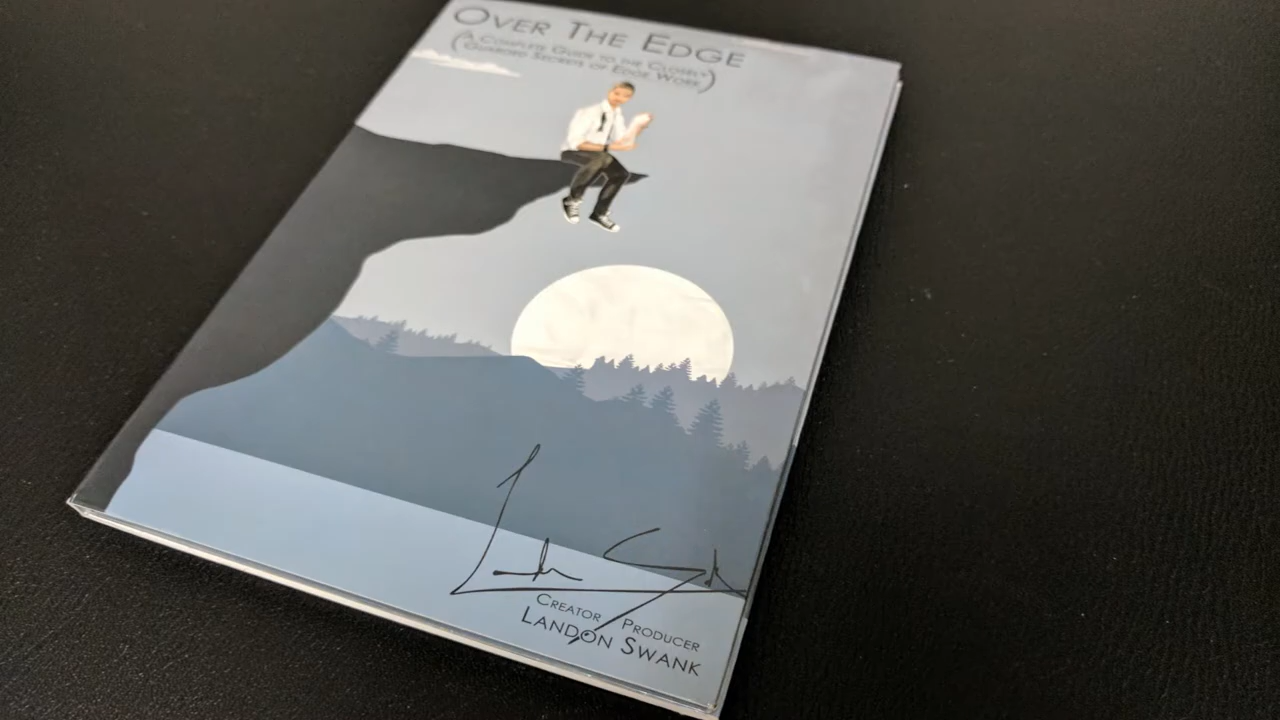 OVER THE EDGE
(A COMPLETE GUIDE TO THE CLOSELY
GUARDED SECRETS OF EDGE WORK)
CREATOR / PRODUCER
LANDON SWANK